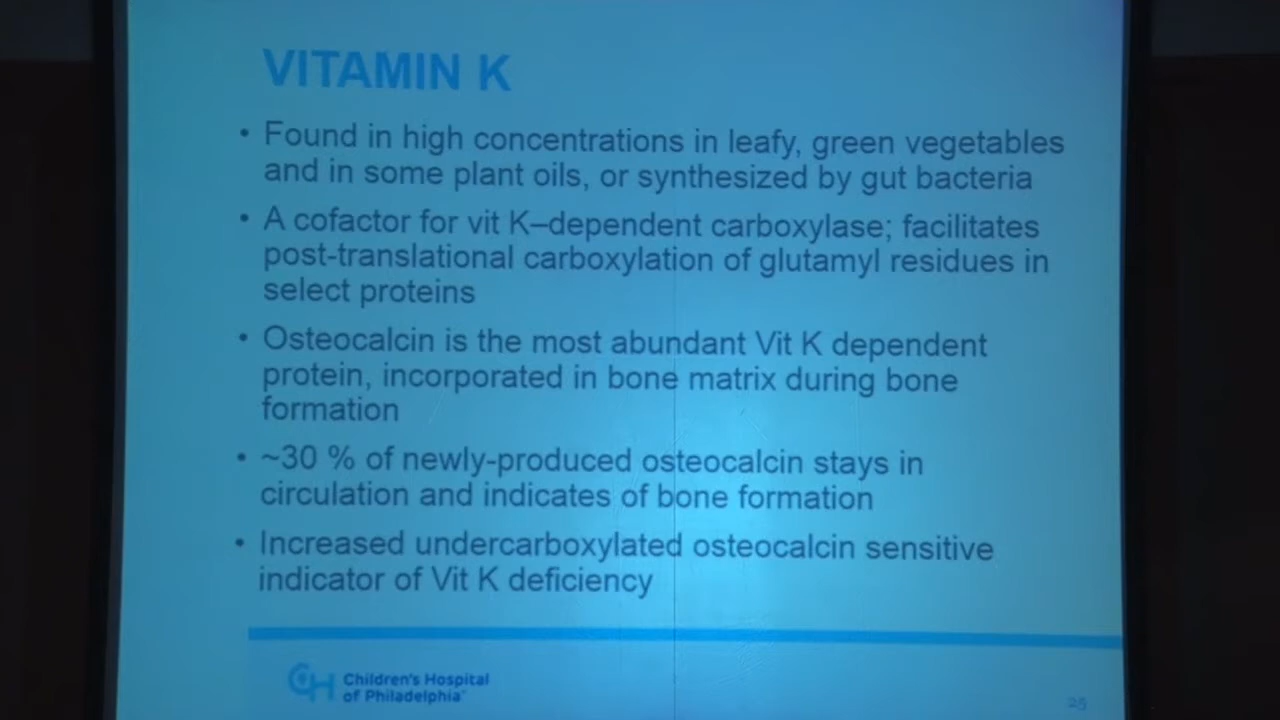 VITAMIN K
• Found in high concentrations in leafy, green vegetables
and in some plant oils, or synthesized by gut bacteria
• A cofactor for vit K–dependent carboxylase; facilitates
post-translational carboxylation of glutamyl residues in
select proteins
• Osteocalcin is the most abundant Vit K dependent
protein, incorporated in bone matrix during bone
formation
• ~30 % of newly-produced osteocalcin stays in
circulation and indicates of bone formation
• Increased undercarboxylated osteocalcin sensitive
indicator of Vit K deficiency
CH Children's Hospital
of Philadelphia
25